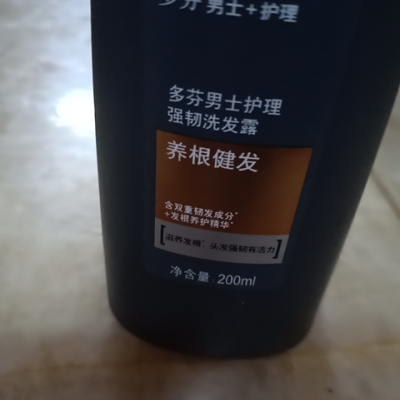 多芬男士+护理
多芬男士护理
强韧洗发露
养根健发
含双重韧发成分*
+发根养护精华*
滋养发根*，头发强韧有活力
净含量：200ml